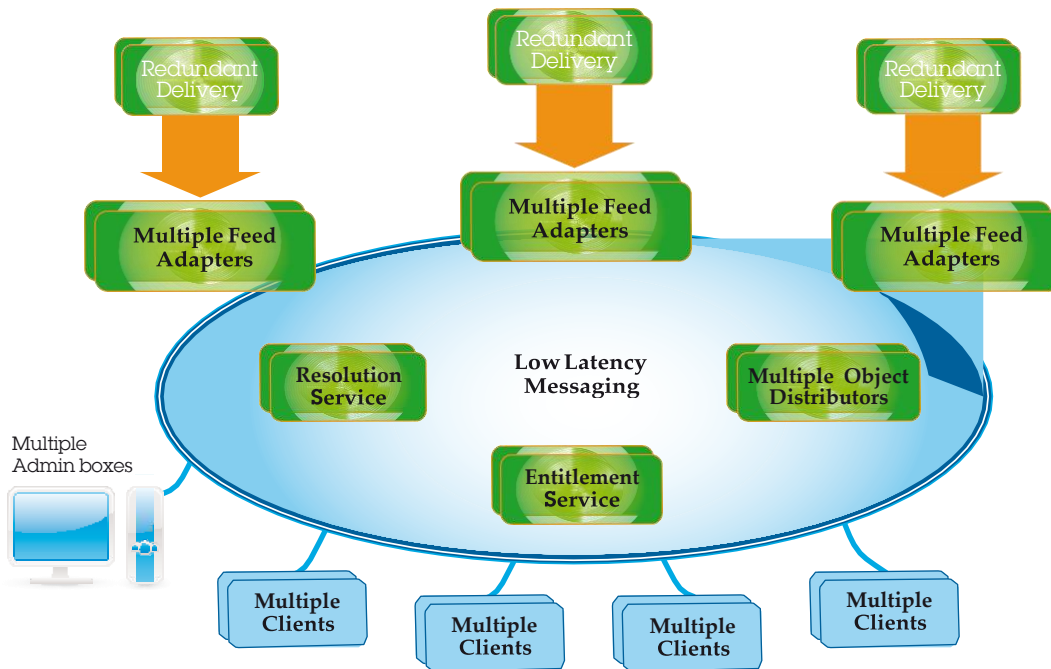 Redundant
Delivery
Redundant
Delivery
Redundant
Delivery
Multiple Feed
Adapters
Multiple Feed
Adapters
Multiple Feed
Adapters
Low Latency
Messaging
Resolution
Service
Multiple Object
Distributors
Entitlement
Service
Multiple
Admin boxes
Multiple
Clients
Multiple
Clients
Multiple
Clients
Multiple
Clients